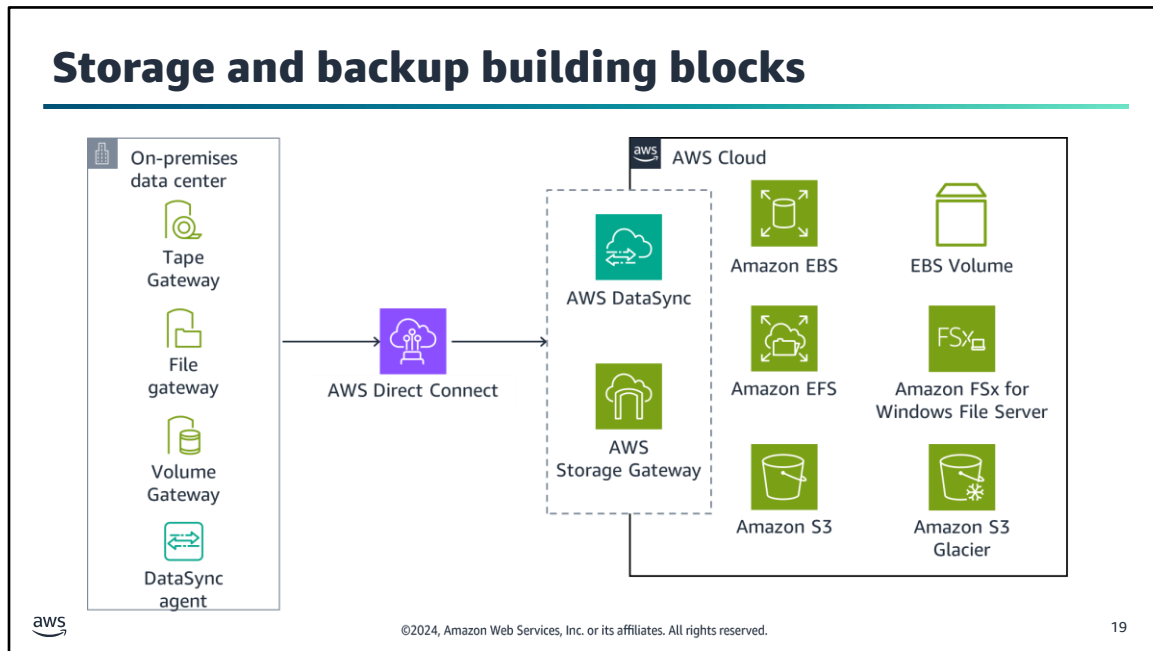 Storage and backup building blocks
On-premises
data center
Tape
Gateway
File
gateway
Volume
Gateway
DataSync
agent
AWS Direct Connect
aws
AWS Cloud
AWS DataSync
AWS
Storage Gateway
Amazon EBS
EBS Volume
Amazon EFS
FSx
Amazon FSx for
Windows File Server
Amazon S3
Amazon S3
Glacier
aws
©2024, Amazon Web Services, Inc. or its affiliates. All rights reserved.
19